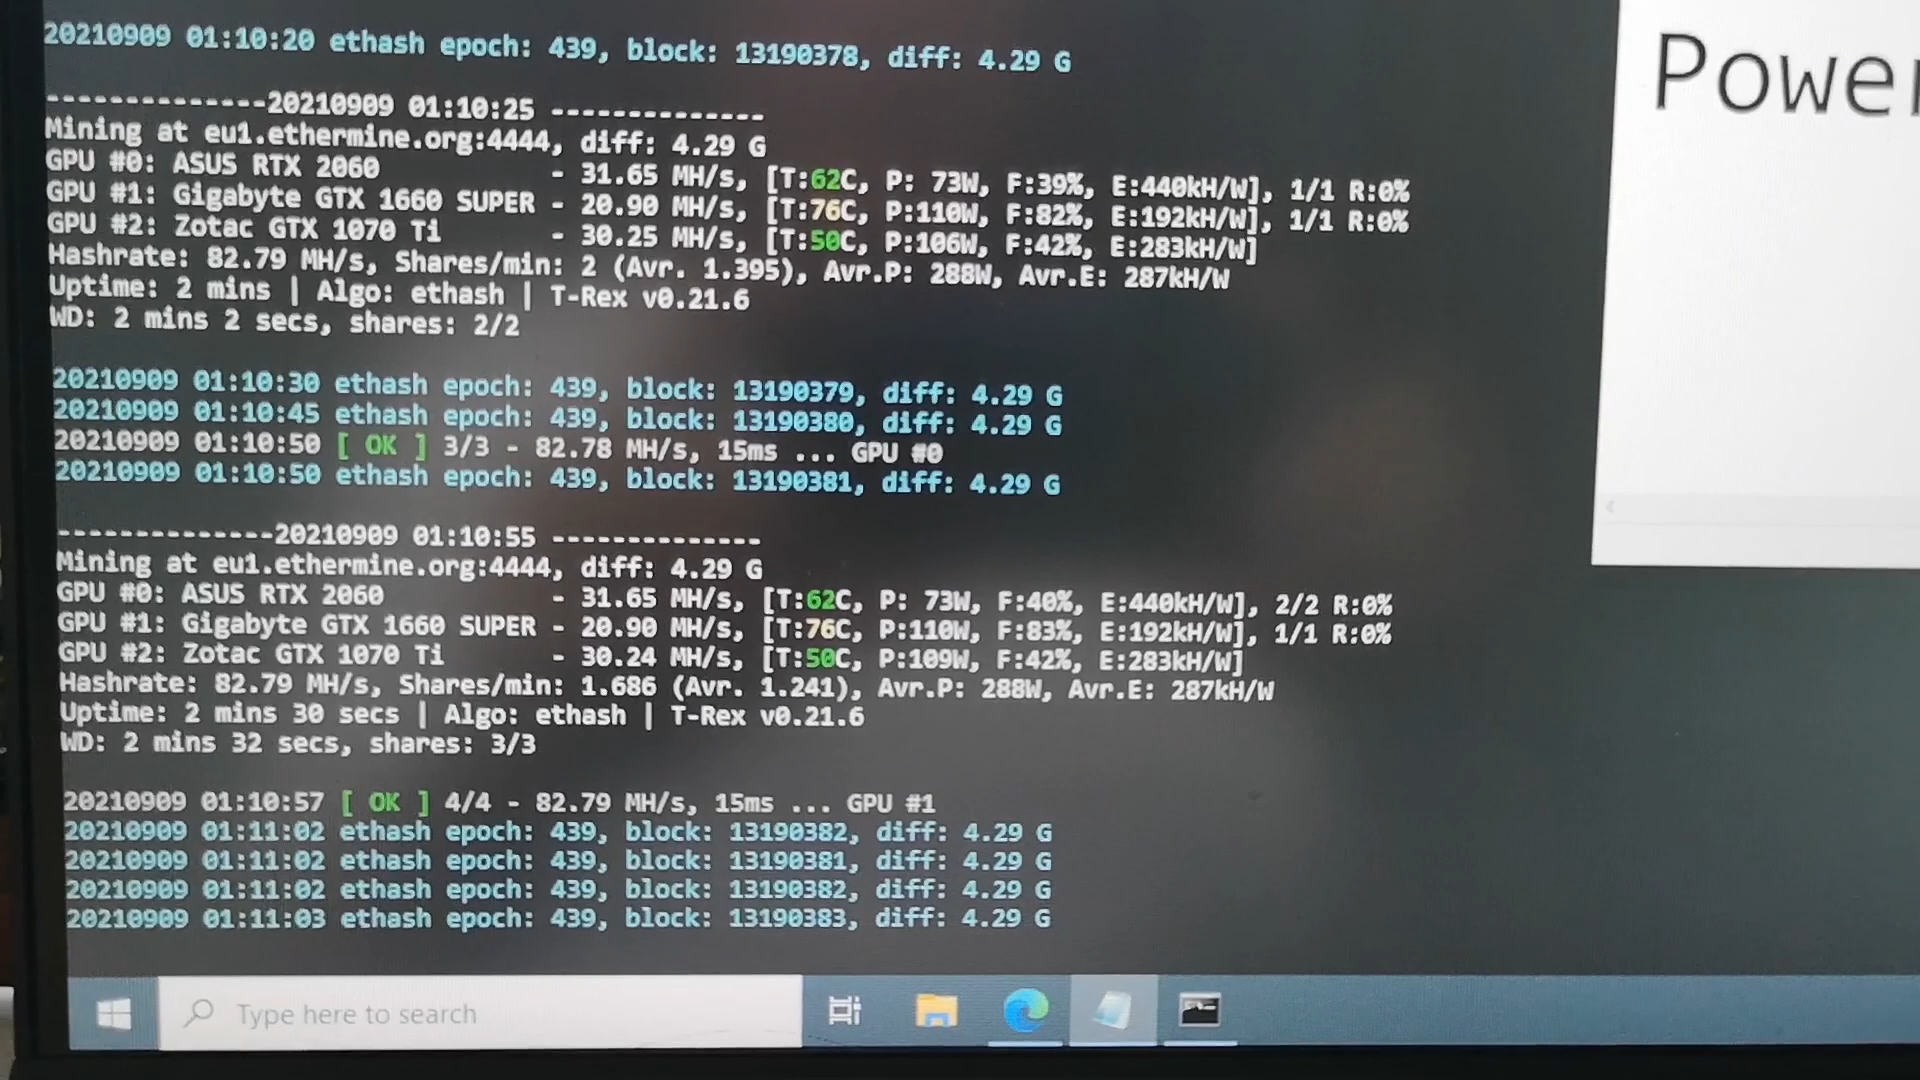 20210909 01:10:20 ethash epoch: 439, block: 13190378, diff: 4.29 G
--------------20210909 01:10:25 --------------
Mining at eu1.ethermine.org:4444, diff: 4.29 G
GPU #0: ASUS RTX 2060 - 31.65 MH/s, [T:62C, P: 73W, F:39%, E:440kH/W], 1/1 R:0%
GPU #1: Gigabyte GTX 1660 SUPER - 20.90 MH/s, [T:76C, P:110W, F:82%, E:192kH/W], 1/1 R:0%
GPU #2: Zotac GTX 1070 Ti - 30.25 MH/s, [T:50C, P:106W, F:42%, E:283kH/W]
Hashrate: 82.79 MH/s, Shares/min: 2 (Avr. 1.395), Avr.P: 288W, Avr.E: 287kH/W
Uptime: 2 mins | Algo: ethash | T-Rex v0.21.6
WD: 2 mins 2 secs, shares: 2/2
20210909 01:10:30 ethash epoch: 439, block: 13190379, diff: 4.29 G
20210909 01:10:45 ethash epoch: 439, block: 13190380, diff: 4.29 G
20210909 01:10:50 [ OK ] 3/3 - 82.78 MH/s, 15ms ... GPU #0
20210909 01:10:50 ethash epoch: 439, block: 13190381, diff: 4.29 G
--------------20210909 01:10:55 --------------
Mining at eu1.ethermine.org:4444, diff: 4.29 G
GPU #0: ASUS RTX 2060 - 31.65 MH/s, [T:62C, P: 73W, F:40%, E:440kH/W], 2/2 R:0%
GPU #1: Gigabyte GTX 1660 SUPER - 20.90 MH/s, [T:76C, P:110W, F:83%, E:192kH/W], 1/1 R:0%
GPU #2: Zotac GTX 1070 Ti - 30.24 MH/s, [T:50C, P:109W, F:42%, E:283kH/W]
Hashrate: 82.79 MH/s, Shares/min: 1.686 (Avr. 1.241), Avr.P: 288W, Avr.E: 287kH/W
Uptime: 2 mins 30 secs | Algo: ethash | T-Rex v0.21.6
WD: 2 mins 32 secs, shares: 3/3
20210909 01:10:57 [ OK ] 4/4 - 82.79 MH/s, 15ms ... GPU #1
20210909 01:11:02 ethash epoch: 439, block: 13190382, diff: 4.29 G
20210909 01:11:02 ethash epoch: 439, block: 13190381, diff: 4.29 G
20210909 01:11:02 ethash epoch: 439, block: 13190382, diff: 4.29 G
20210909 01:11:03 ethash epoch: 439, block: 13190383, diff: 4.29 G
Power
Type here to search